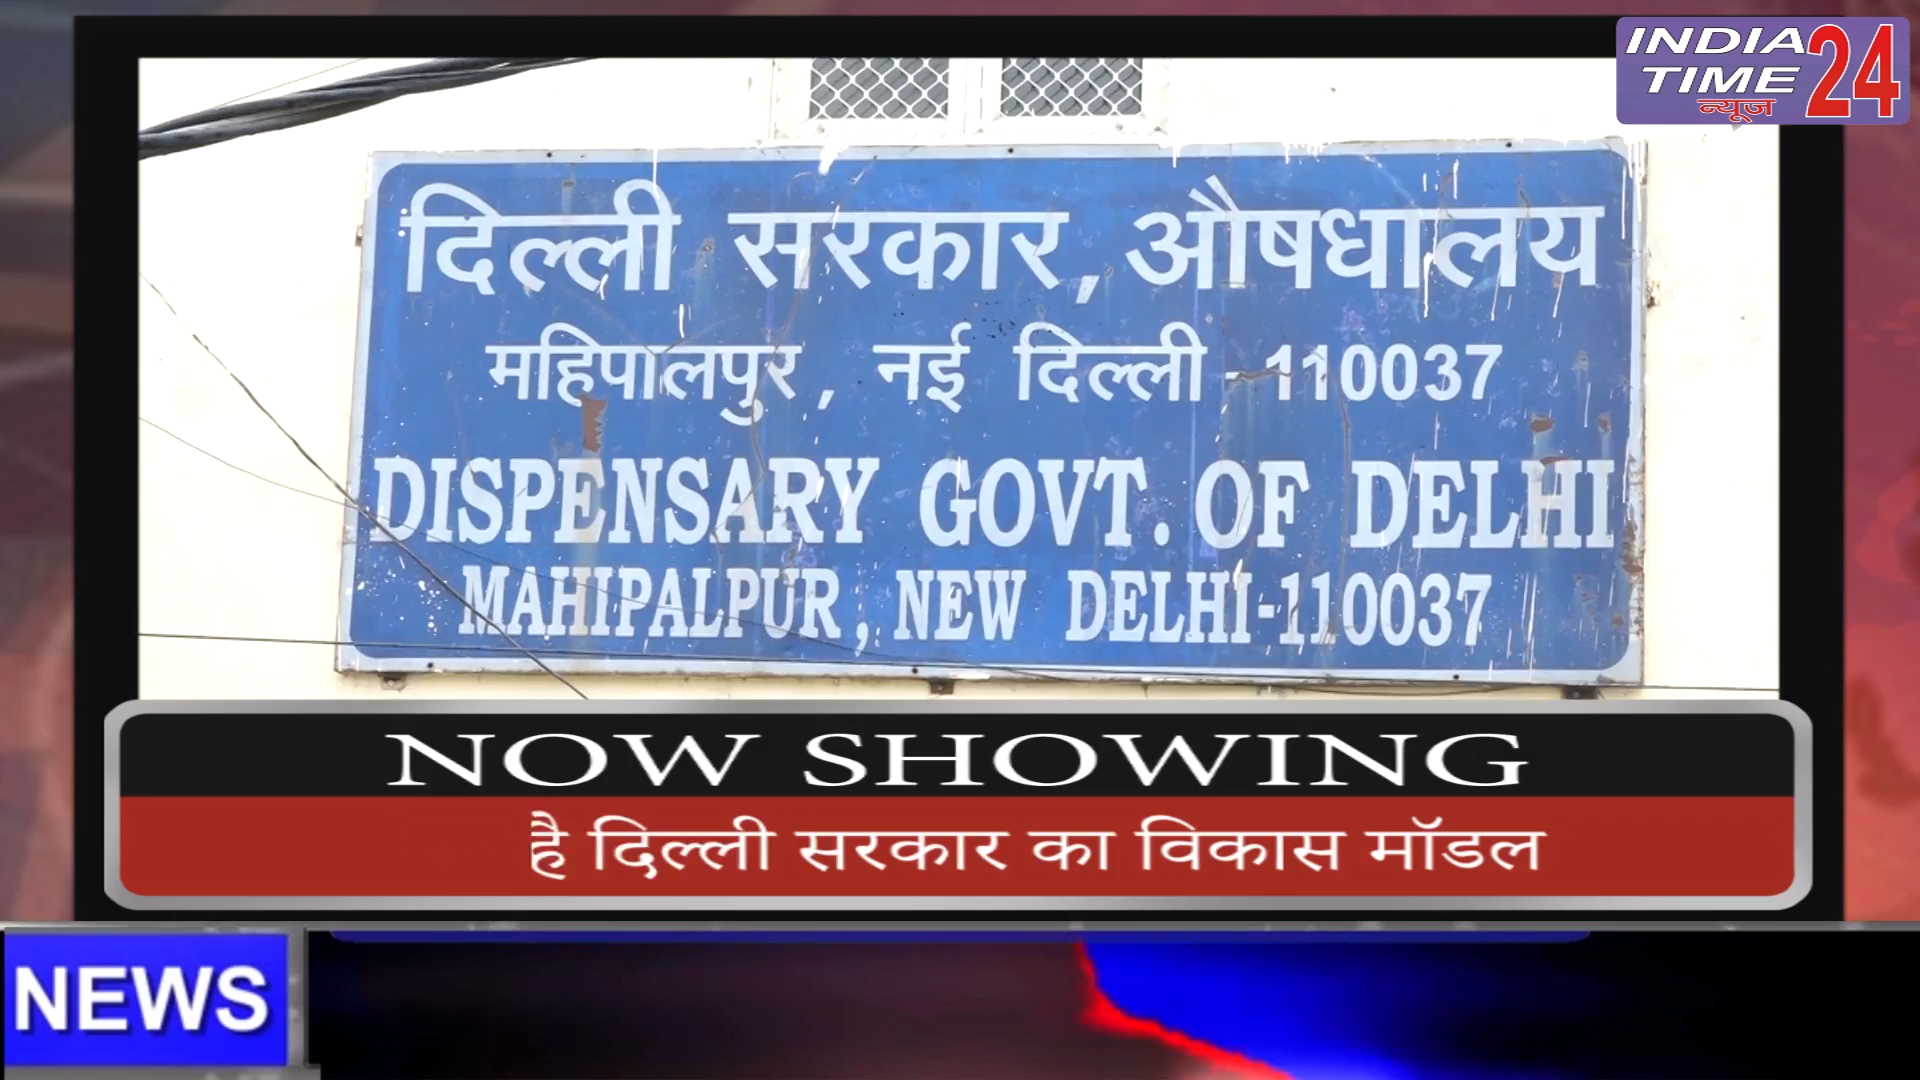 INDIA
TIME 24
न्यूज
दिल्ली सरकार, औषधालय
महिपालपुर, नई दिल्ली - 110037
DISPENSARY GOVT. OF DELHI
MAHIPALPUR, NEW DELHI-110037
NOW SHOWING
है दिल्ली सरकार का विकास मॉडल
NEWS